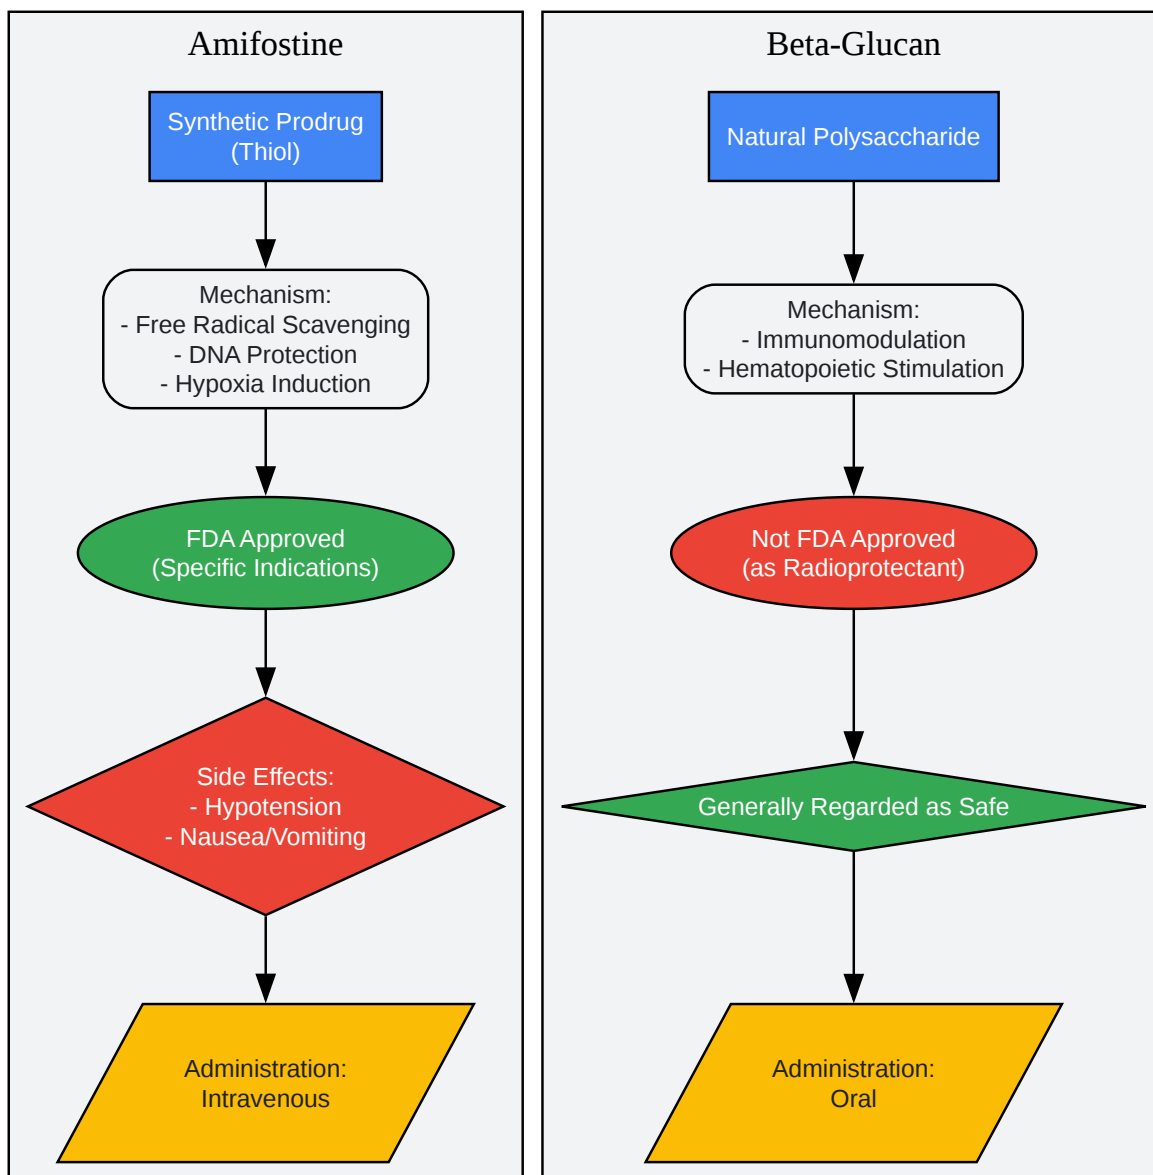 Amifostine
Synthetic Prodrug
(Thiol)
Mechanism:
- Free Radical Scavenging
- DNA Protection
- Hypoxia Induction
FDA Approved
(Specific Indications)
Side Effects:
- Hypotension
- Nausea/Vomiting
Administration:
Intravenous
Beta-Glucan
Natural Polysaccharide
Mechanism:
- Immunomodulation
- Hematopoietic Stimulation
Not FDA Approved
(as Radioprotectant)
Generally Regarded as Safe
Administration:
Oral